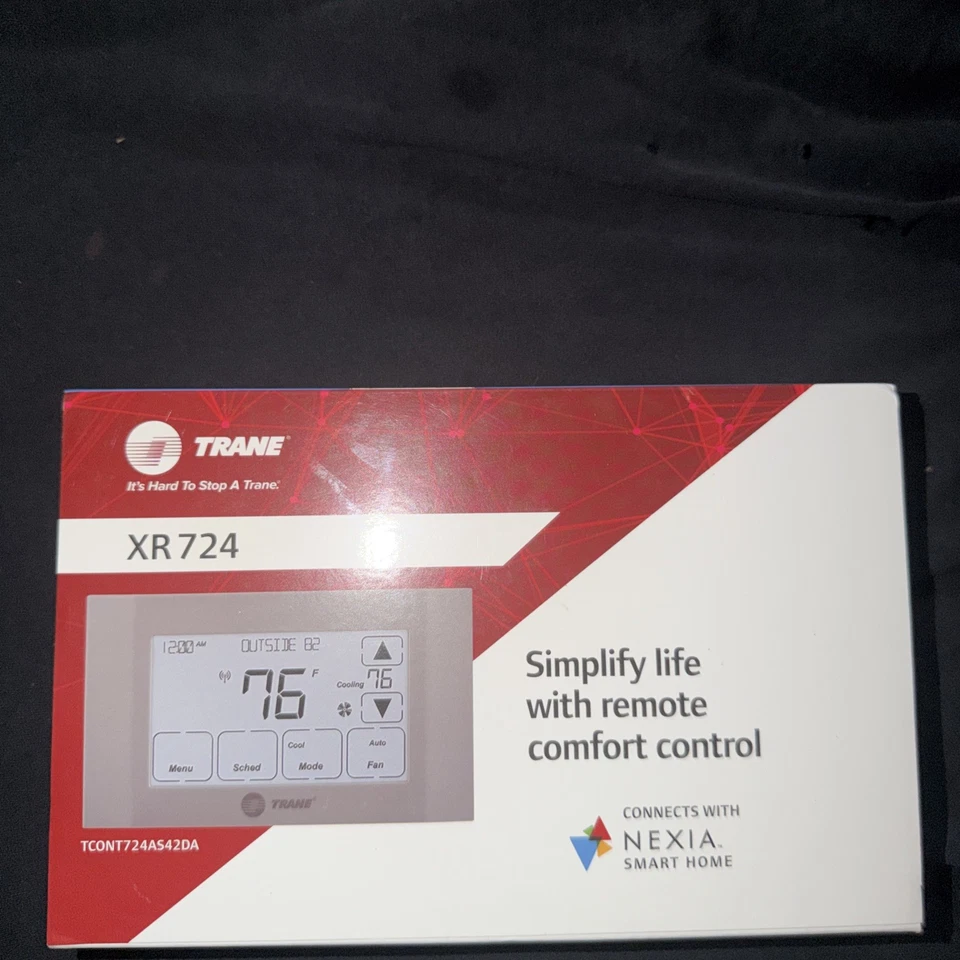 TRANE®
It's Hard To Stop A Trane.®
XR724
12:00 AM OUTSIDE 82
76 F
Cooling 76
Menu Sched Cool Mode Auto Fan
TRANE®
TCONT724AS42DA
Simplify life
with remote
comfort control
CONNECTS WITH
NEXIA™
SMART HOME